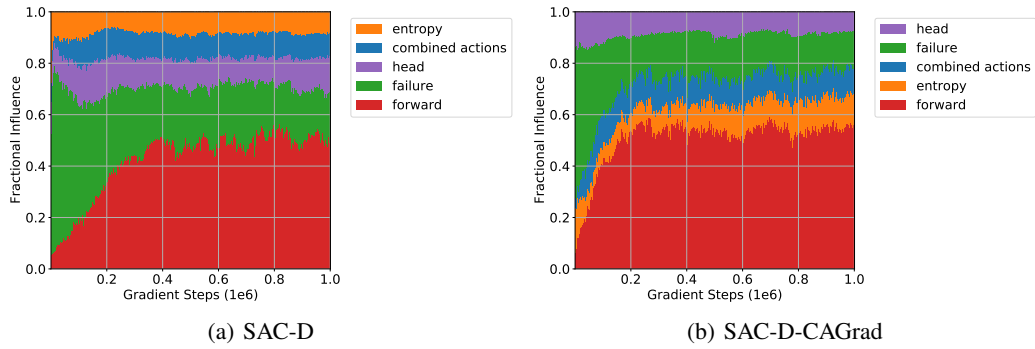 1.0
0.8
0.6
0.4
0.2
0.0
Fractional Influence
0.2 0.4 0.6 0.8 1.0
Gradient Steps (1e6)
entropy
combined actions
head
failure
forward
(a) SAC-D
1.0
0.8
0.6
0.4
0.2
0.0
Fractional Influence
0.2 0.4 0.6 0.8 1.0
Gradient Steps (1e6)
head
failure
combined actions
entropy
forward
(b) SAC-D-CAGrad